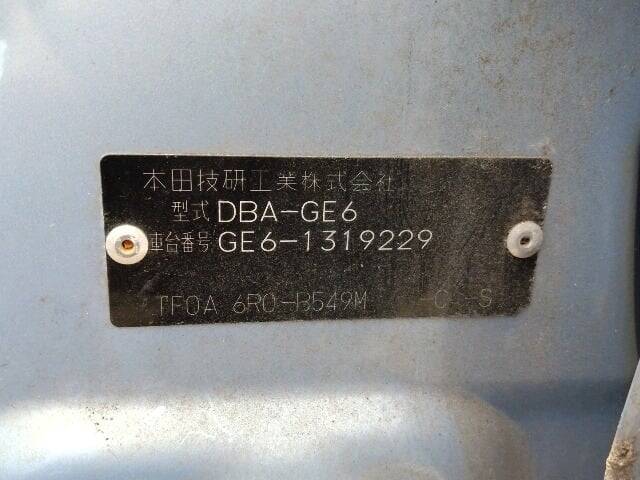 本田技研工業株式会社
型式 DBA-GE6
車台番号 GE6-1319229
TF0A 6R0-B549M -C -S